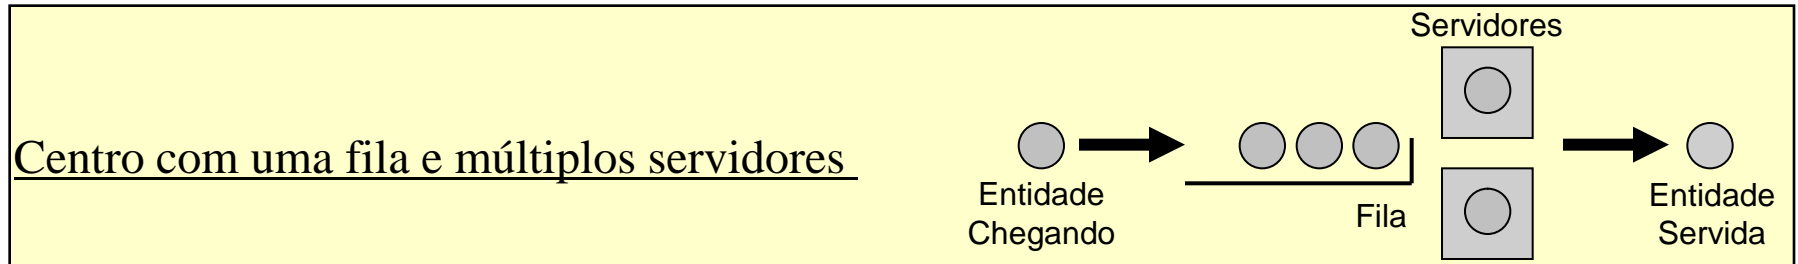 Servidores
Centro com uma fila e múltiplos servidores
Entidade
Chegando
Fila
Entidade
Servida